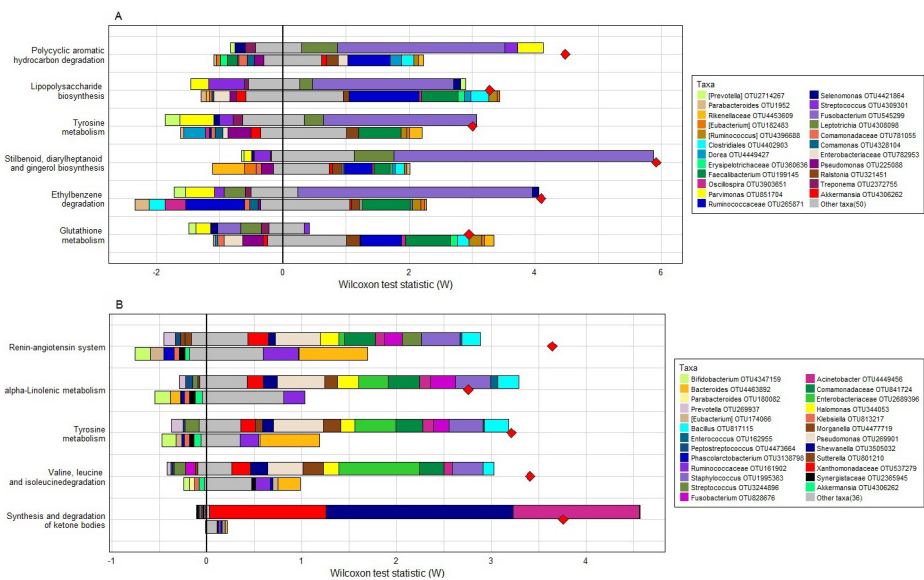 A
Polycyclic aromatic
hydrocarbon degradation
Lipopolysaccharide
biosynthesis
Tyrosine
metabolism
Stilbenoid, diarylheptanoid
and gingerol biosynthesis
Ethylbenzene
degradation
Glutathione
metabolism
-2 0 2 4 6
Wilcoxon test statistic (W)
Taxa
[Prevotella] OTU2714267
Parabacteroides OTU1952
Rikenellaceae OTU4453609
[Eubacterium] OTU182483
[Ruminococcus] OTU4396688
Clostridiales OTU4402903
Dorea OTU4449427
Erysipelotrichaceae OTU360636
Faecalibacterium OTU199145
Oscillospira OTU3903651
Parvimonas OTU851704
Ruminococcaceae OTU265871
Selenomonas OTU4421864
Streptococcus OTU4309301
Fusobacterium OTU545299
Leptotrichia OTU4308098
Comamonadaceae OTU781055
Comamonas OTU4328104
Enterobacteriaceae OTU782953
Pseudomonas OTU225088
Ralstonia OTU321451
Treponema OTU2372755
Akkermansia OTU4306262
Other taxa(50)
B
Renin-angiotensin system
alpha-Linolenic metabolism
Tyrosine
metabolism
Valine, leucine
and isoleucinedegradation
Synthesis and degradation
of ketone bodies
-1 0 1 2 3 4
Wilcoxon test statistic (W)
Taxa
Bifidobacterium OTU4347159
Bacteroides OTU4463892
Parabacteroides OTU180082
Prevotella OTU269937
[Eubacterium] OTU174066
Bacillus OTU817115
Enterococcus OTU162955
Peptostreptococcus OTU4473664
Phascolarctobacterium OTU3138798
Ruminococcaceae OTU161902
Staphylococcus OTU1995363
Streptococcus OTU3244896
Fusobacterium OTU828676
Acinetobacter OTU4449456
Comamonadaceae OTU841724
Enterobacteriaceae OTU2689396
Halomonas OTU344053
Klebsiella OTU813217
Morganella OTU4477719
Pseudomonas OTU269901
Shewanella OTU3505032
Sutterella OTU801210
Xanthomonadaceae OTU537279
Synergistaceae OTU2365945
Akkermansia OTU4306262
Other taxa(36)